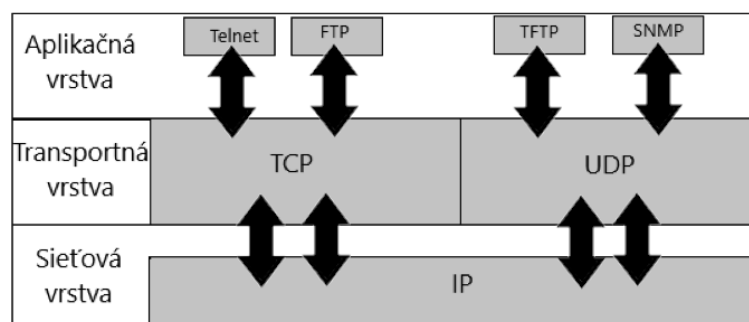 Aplikačná
vrstva
Telnet
FTP
TFTP
SNMP
Transportná
vrstva
TCP
UDP
Sieťová
vrstva
IP